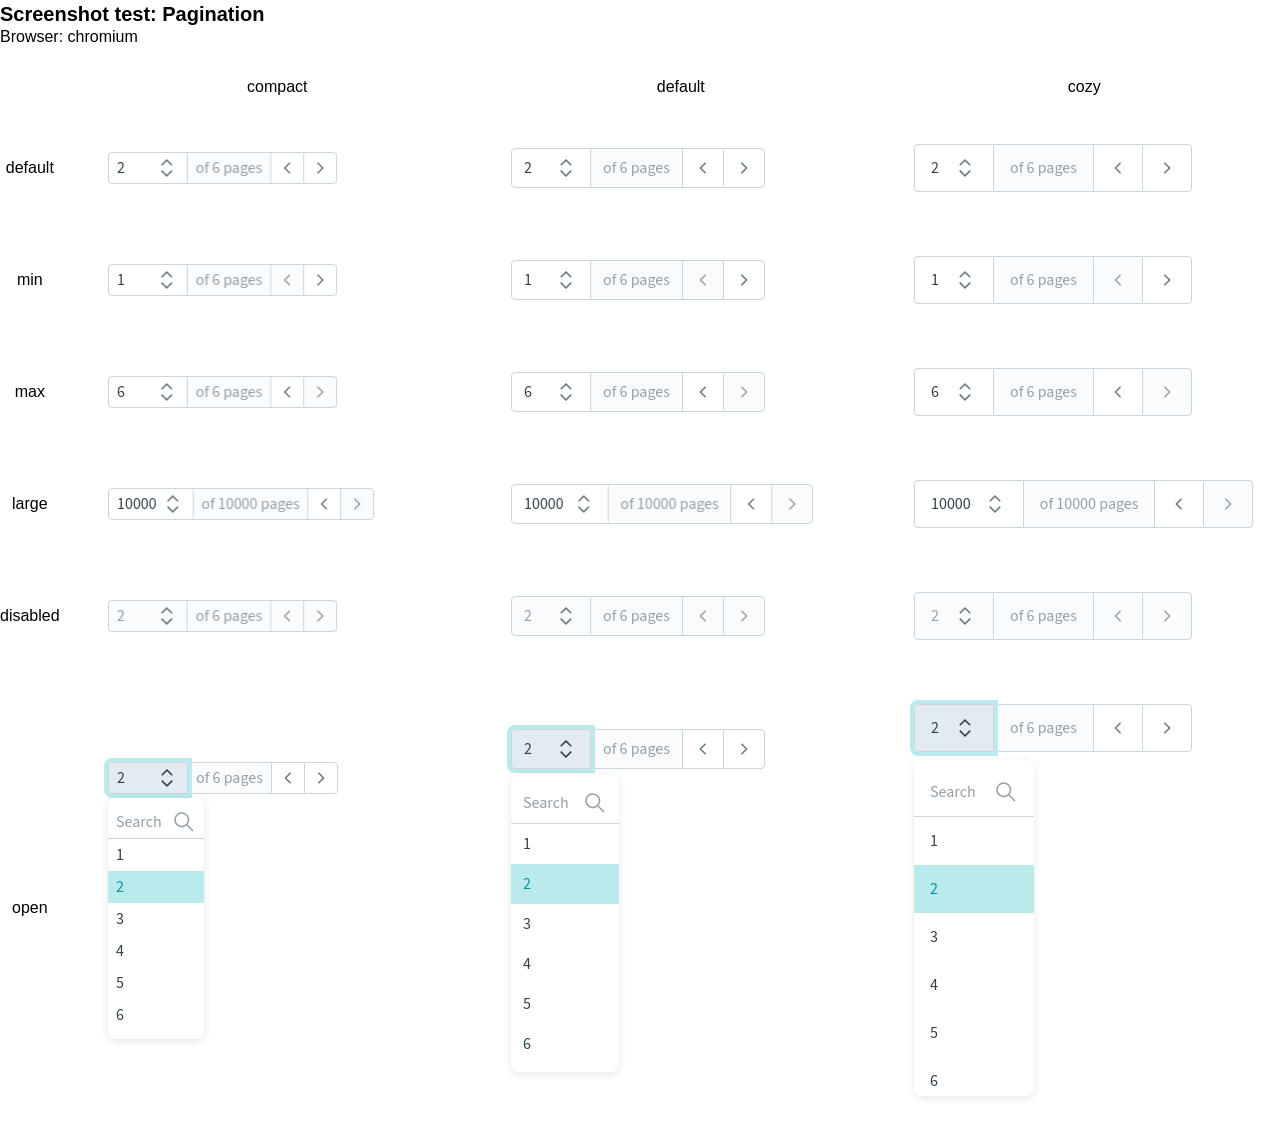 Screenshot test: Pagination
Browser: chromium
compact default cozy
default 2 of 6 pages 2 of 6 pages 2 of 6 pages
min 1 of 6 pages 1 of 6 pages 1 of 6 pages
max 6 of 6 pages 6 of 6 pages 6 of 6 pages
large 10000 of 10000 pages 10000 of 10000 pages 10000 of 10000 pages
disabled 2 of 6 pages 2 of 6 pages 2 of 6 pages
open
2 of 6 pages
Search
1
2
3
4
5
6
2 of 6 pages
Search
1
2
3
4
5
6
2 of 6 pages
Search
1
2
3
4
5
6